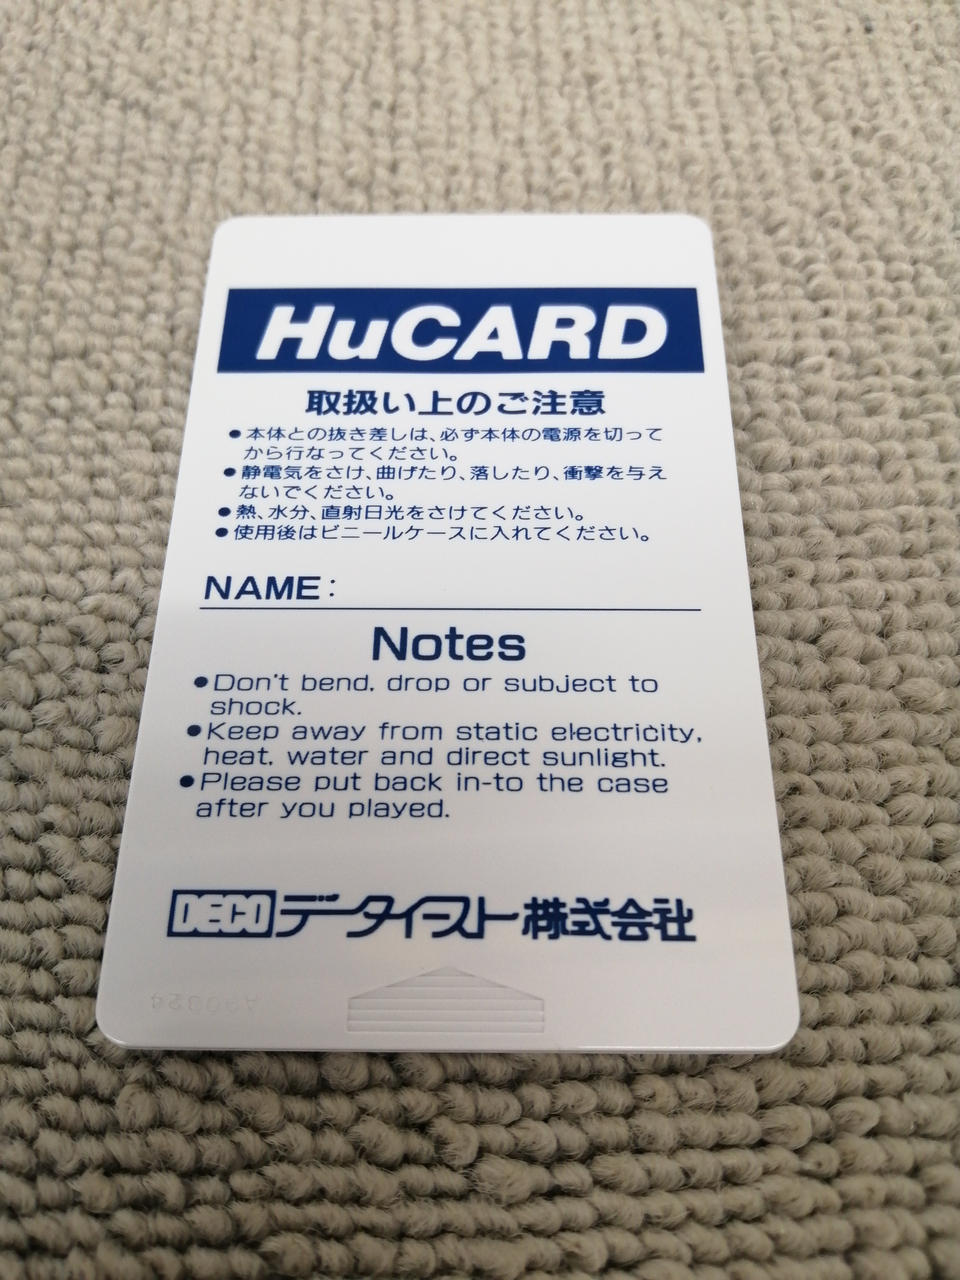 HuCARD
取扱い上のご注意
●本体との抜き差しは、必ず本体の電源を切って
から行なってください。
●静電気をさけ、曲げたり、落したり、衝撃を与え
ないでください。
●熱、水分、直射日光をさけてください。
●使用後はビニールケースに入れてください。
NAME:
Notes
●Don't bend. drop or subject to
shock.
●Keep away from static electricity,
heat. water and direct sunlight.
●Please put back in-to the case
after you played.
DECO データイースト株式会社